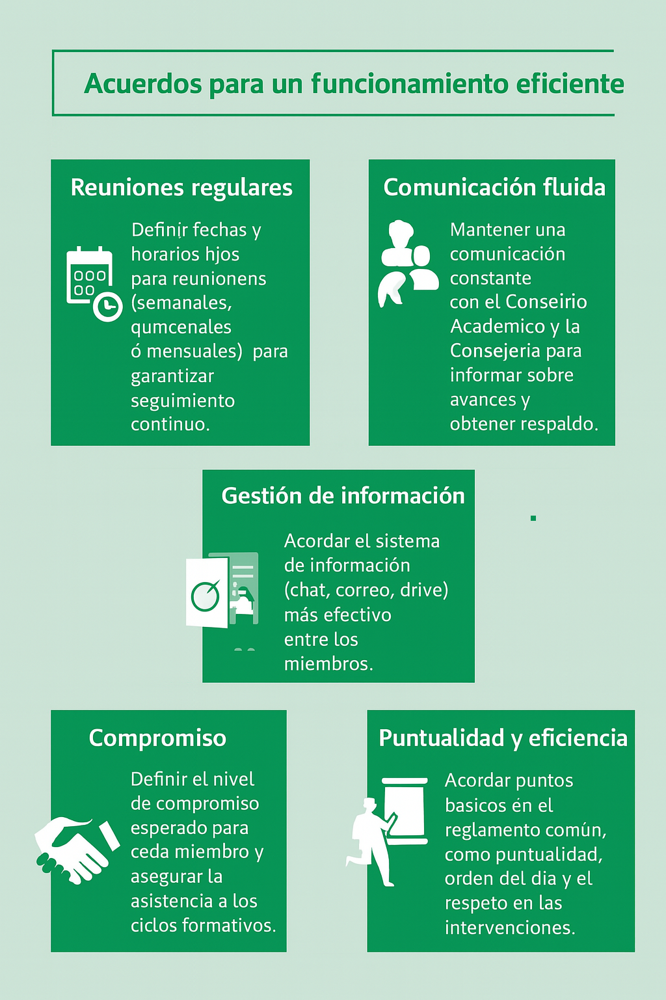 Acuerdos para un funcionamiento eficiente
Reuniones regulares
Definir fechas y
horarios hjos
para reunionens
(semanales,
qumcenales
ó mensuales) para
garantizar
seguimiento
continuo.
Comunicación fluida
Mantener una
comunicación
constante
con el Conseirio
Academico y la
Consejeria para
informar sobre
avances y
obtener respaldo.
Gestión de información
Acordar el sistema
de información
(chat, correo, drive)
más efectivo
entre los
miembros.
Compromiso
Definir el nivel
de compromiso
esperado para
ceda miembro y
asegurar la
asistencia a los
ciclos formativos.
Puntualidad y eficiencia
Acordar puntos
basicos én el
reglamento común,
como puntualidad,
orden del dia y el
respeto en las
intervenciones.